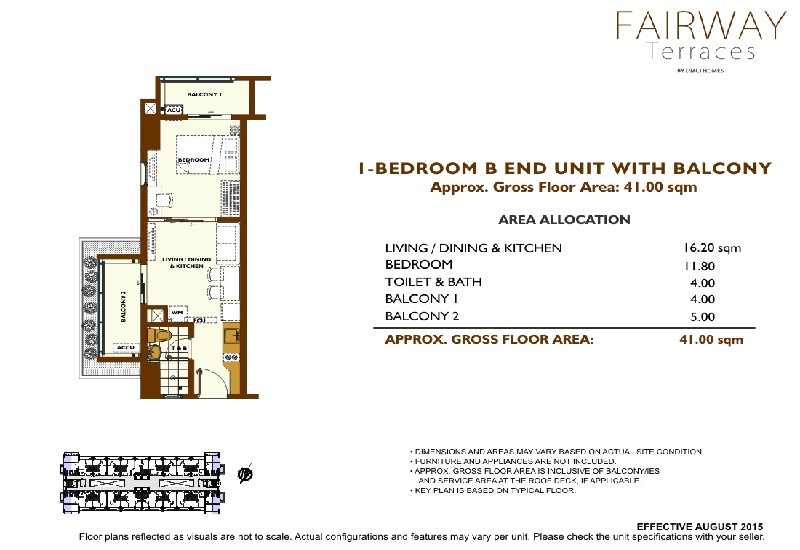 FAIRWAY
Terraces
BY DMCI HOMES
BALCONY 1
ACU
BEDROOM
LIVING / DINING
& KITCHEN
BALCONY 2
ACCU
WM
T & B
1-BEDROOM B END UNIT WITH BALCONY
Approx. Gross Floor Area: 41.00 sqm
AREA ALLOCATION
LIVING / DINING & KITCHEN 16.20 sqm
BEDROOM 11.80
TOILET & BATH 4.00
BALCONY 1 4.00
BALCONY 2 5.00
APPROX. GROSS FLOOR AREA: 41.00 sqm
• DIMENSIONS AND AREAS MAY VARY BASED ON ACTUAL SITE CONDITION
• FURNITURE AND APPLIANCES ARE NOT INCLUDED.
• APPROX. GROSS FLOOR AREA IS INCLUSIVE OF BALCONY/IES
AND SERVICE AREA AT THE ROOF DECK, IF APPLICABLE
• KEY PLAN IS BASED ON TYPICAL FLOOR.
EFFECTIVE AUGUST 2015
Floor plans reflected as visuals are not to scale. Actual configurations and features may vary per unit. Please check the unit specifications with your seller.